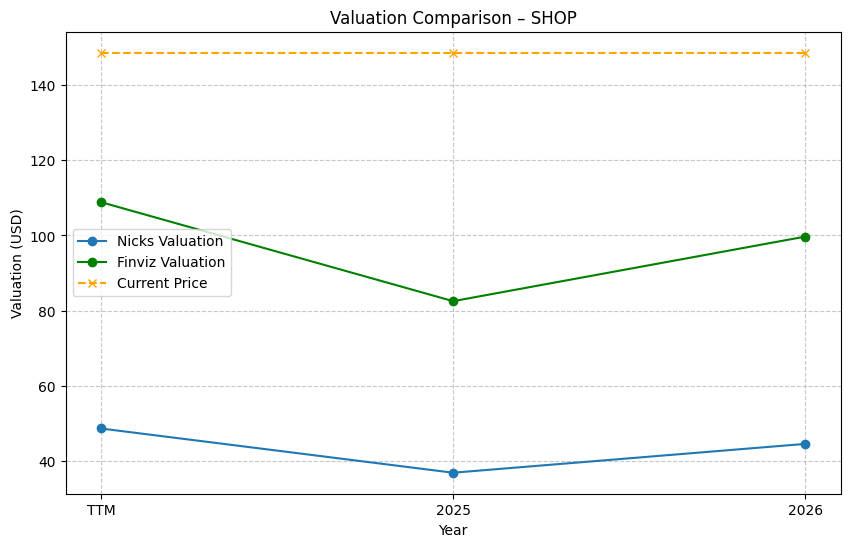 Valuation Comparison – SHOP
Valuation (USD)
140
120
100
80
60
40
Nicks Valuation
Finviz Valuation
Current Price
TTM
2025
2026
Year